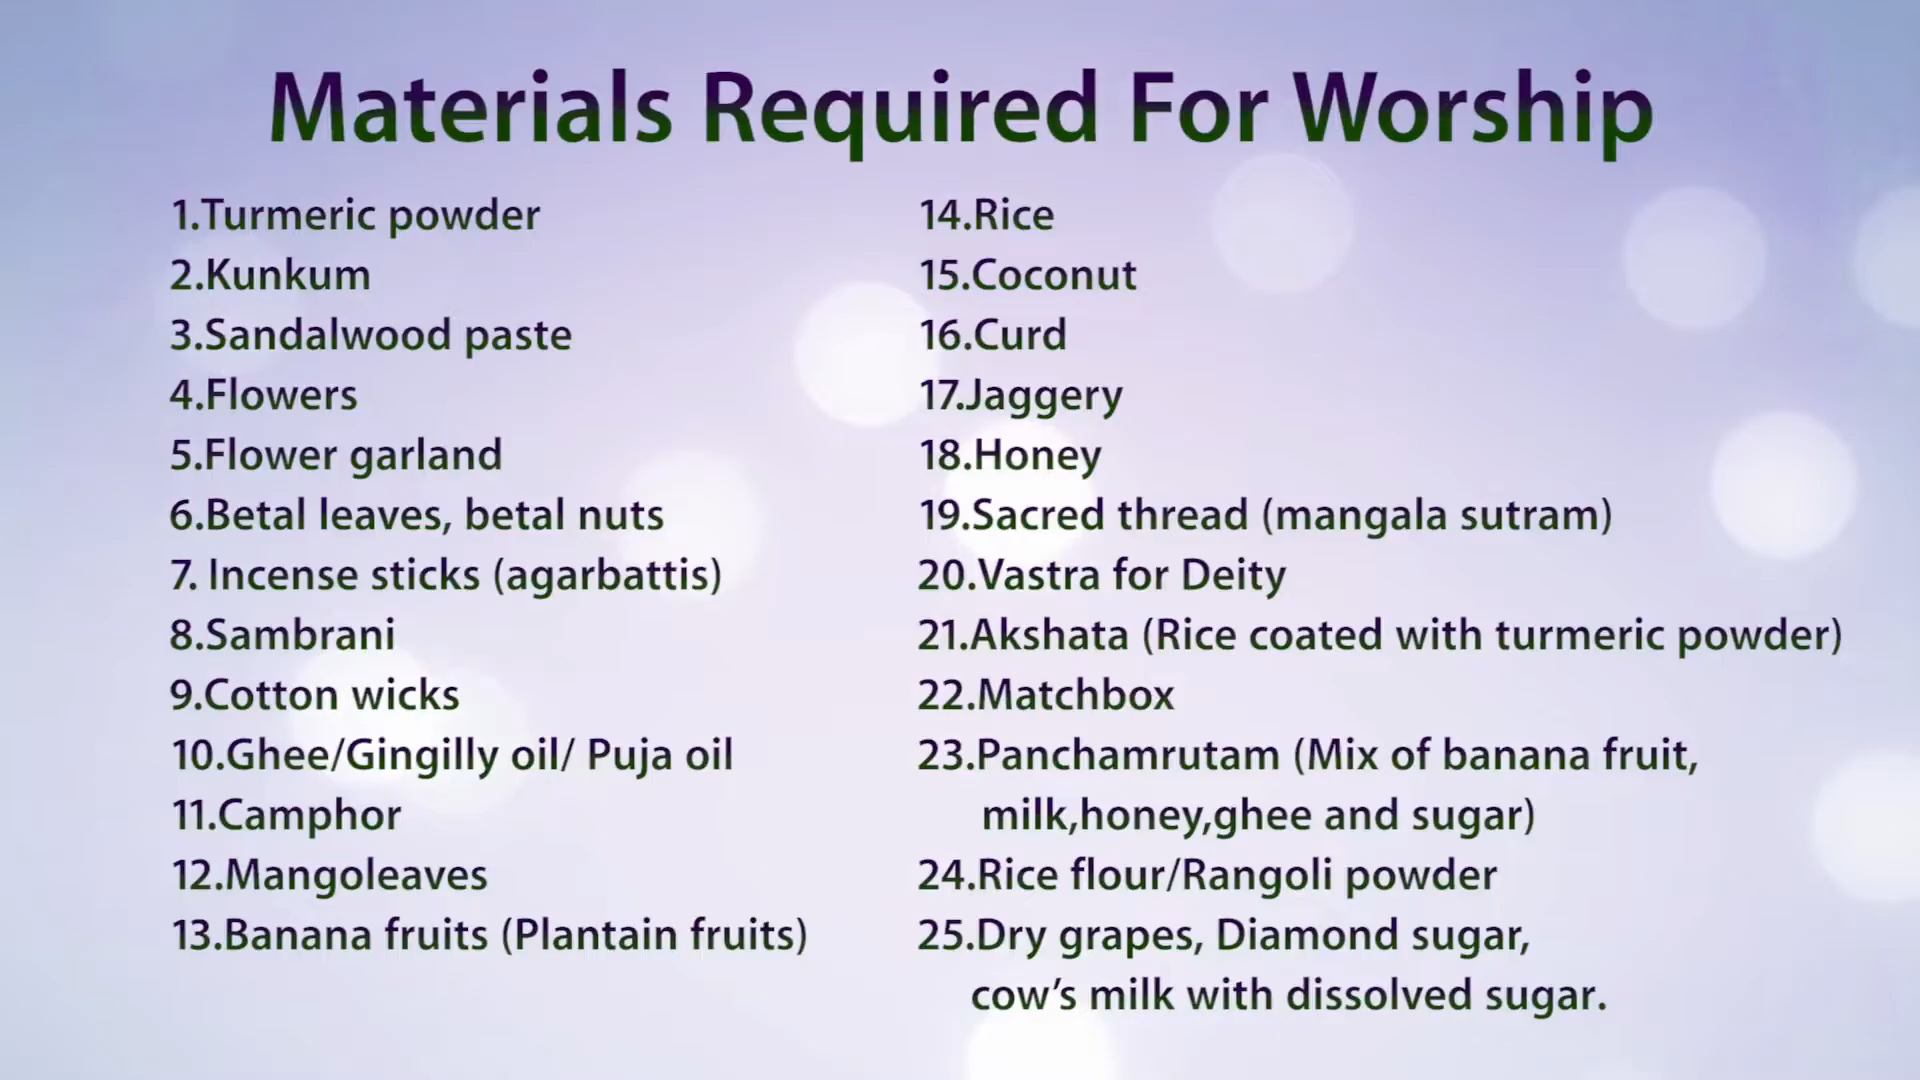 Materials Required For Worship
1.Turmeric powder
2.Kunkum
3.Sandalwood paste
4.Flowers
5.Flower garland
6.Betal leaves, betal nuts
7. Incense sticks (agarbattis)
8.Sambrani
9.Cotton wicks
10.Ghee/Gingilly oil/ Puja oil
11.Camphor
12.Mangoleaves
13.Banana fruits (Plantain fruits)
14.Rice
15.Coconut
16.Curd
17.Jaggery
18.Honey
19.Sacred thread (mangala sutram)
20.Vastra for Deity
21.Akshata (Rice coated with turmeric powder)
22.Matchbox
23.Panchamrutam (Mix of banana fruit,
milk,honey,ghee and sugar)
24.Rice flour/Rangoli powder
25.Dry grapes, Diamond sugar,
cow’s milk with dissolved sugar.